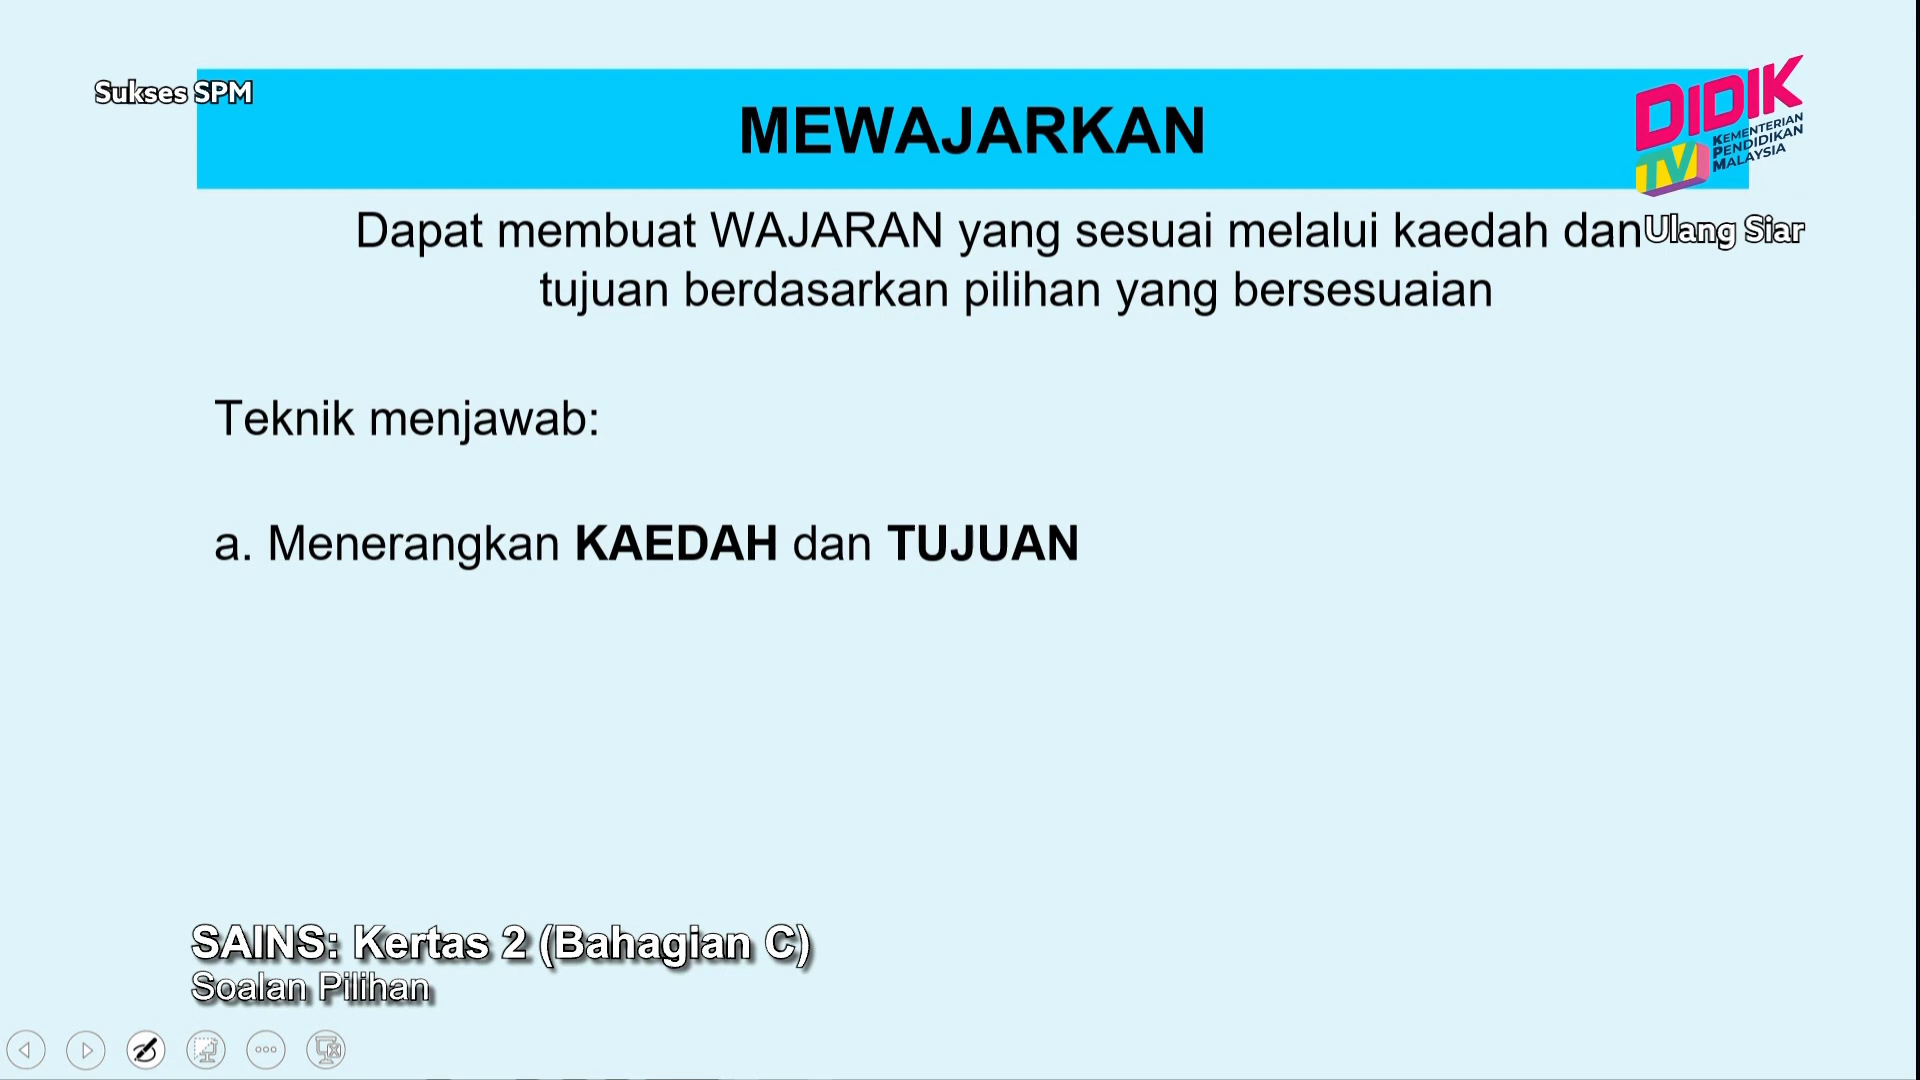 Sukses SPM
MEWAJARKAN
DIDIK
TV
KEMENTERIAN
PENDIDIKAN
MALAYSIA
Ulang Siar
Dapat membuat WAJARAN yang sesuai melalui kaedah dan
tujuan berdasarkan pilihan yang bersesuaian
Teknik menjawab:
a. Menerangkan KAEDAH dan TUJUAN
SAINS: Kertas 2 (Bahagian C)
Soalan Pilihan